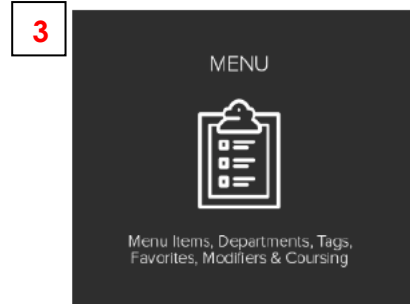 3
MENU
Menu Items, Departments, Tags,
Favorites, Modifiers & Coursing